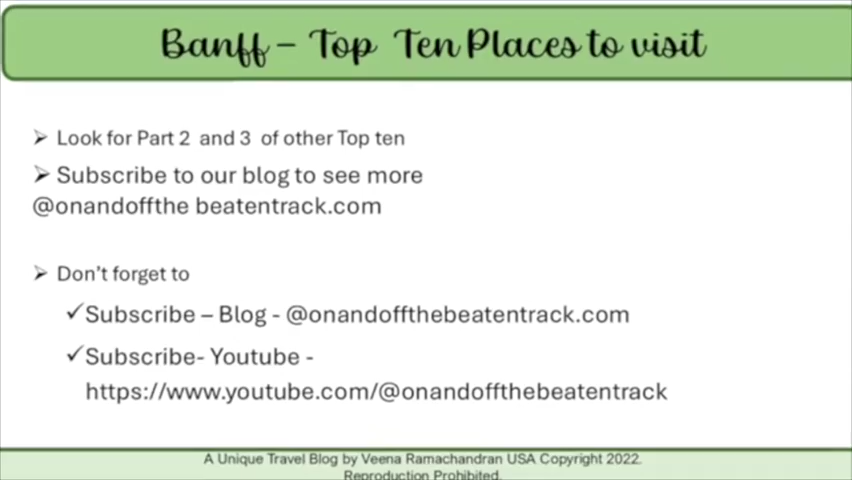 Banff – Top Ten Places to visit
➢ Look for Part 2 and 3 of other Top ten
➢ Subscribe to our blog to see more
@onandoffthe beatentrack.com
➢ Don't forget to
✓Subscribe – Blog - @onandoffthebeatentrack.com
✓Subscribe- Youtube -
https://www.youtube.com/@onandoffthebeatentrack
A Unique Travel Blog by Veena Ramachandran USA Copyright 2022.
Reproduction Prohibited.